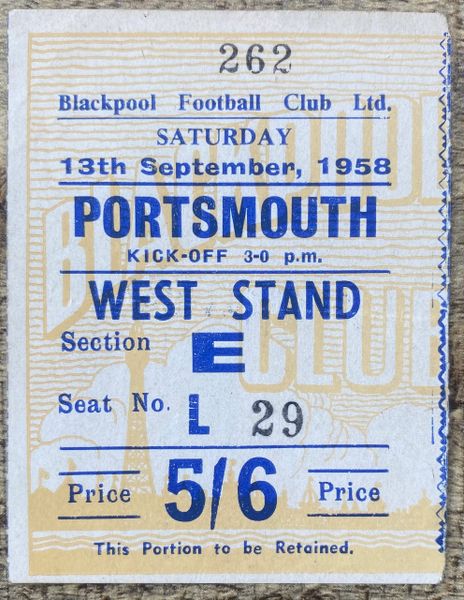 262
Blackpool Football Club Ltd.
SATURDAY
13th September, 1958
PORTSMOUTH
KICK-OFF 3-0 p.m.
WEST STAND
Section E
Seat No. L 29
Price 5/6 Price
This Portion to be Retained.